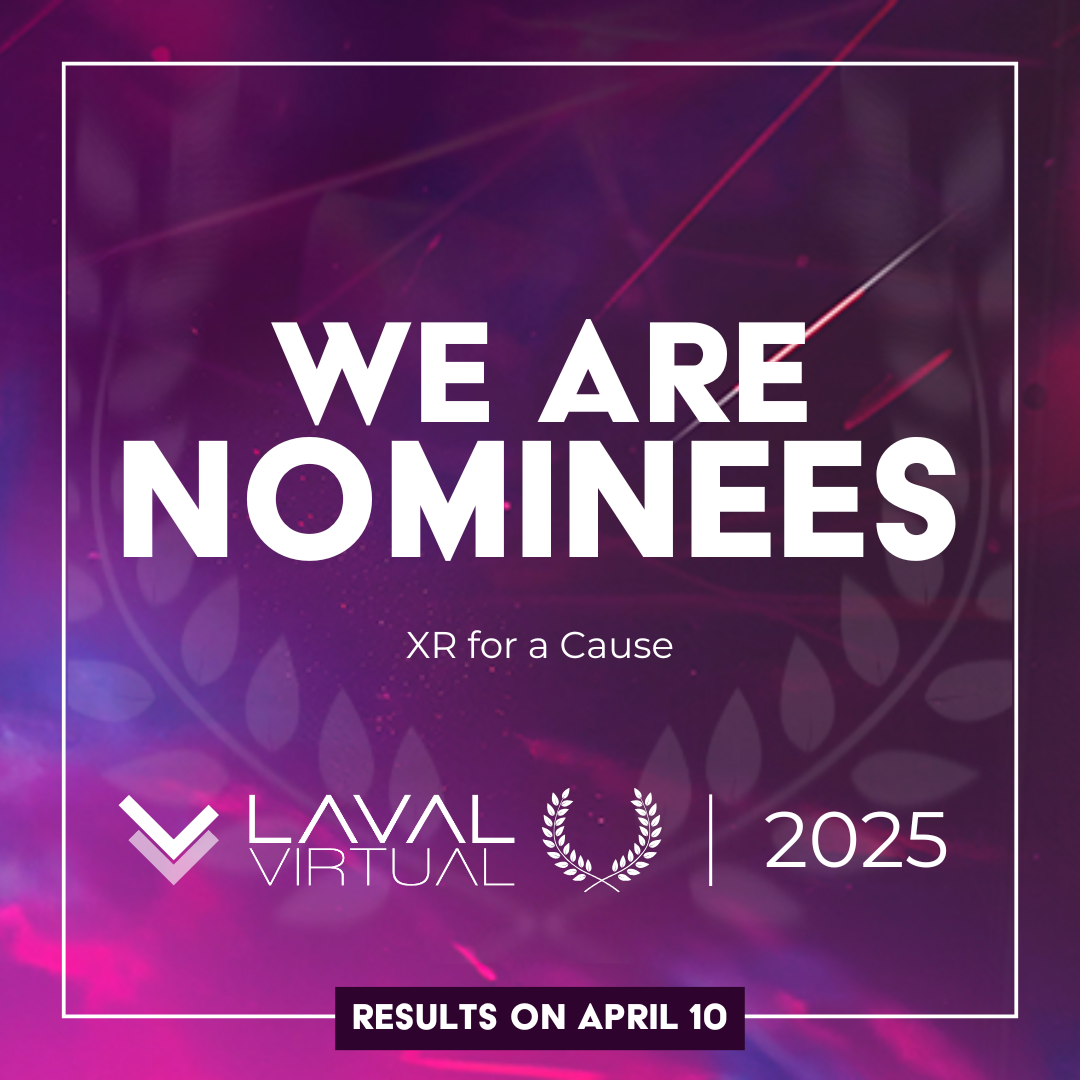 WE ARE
NOMINEES
XR for a Cause
LAVAL
VIRTUAL
2025
RESULTS ON APRIL 10